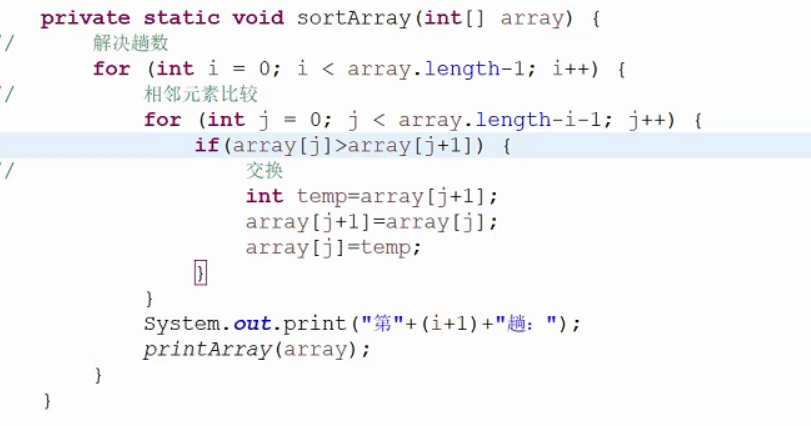 private static void sortArray(int[] array) {
//      解决趟数
for (int i = 0; i < array.length-1; i++) {
//      相邻元素比较
for (int j = 0; j < array.length-i-1; j++) {
if(array[j]>array[j+1]) {
//      交换
int temp=array[j+1];
array[j+1]=array[j];
array[j]=temp;
}
}
System.out.print("第"+(i+1)+"趟：");
printArray(array);
}
}